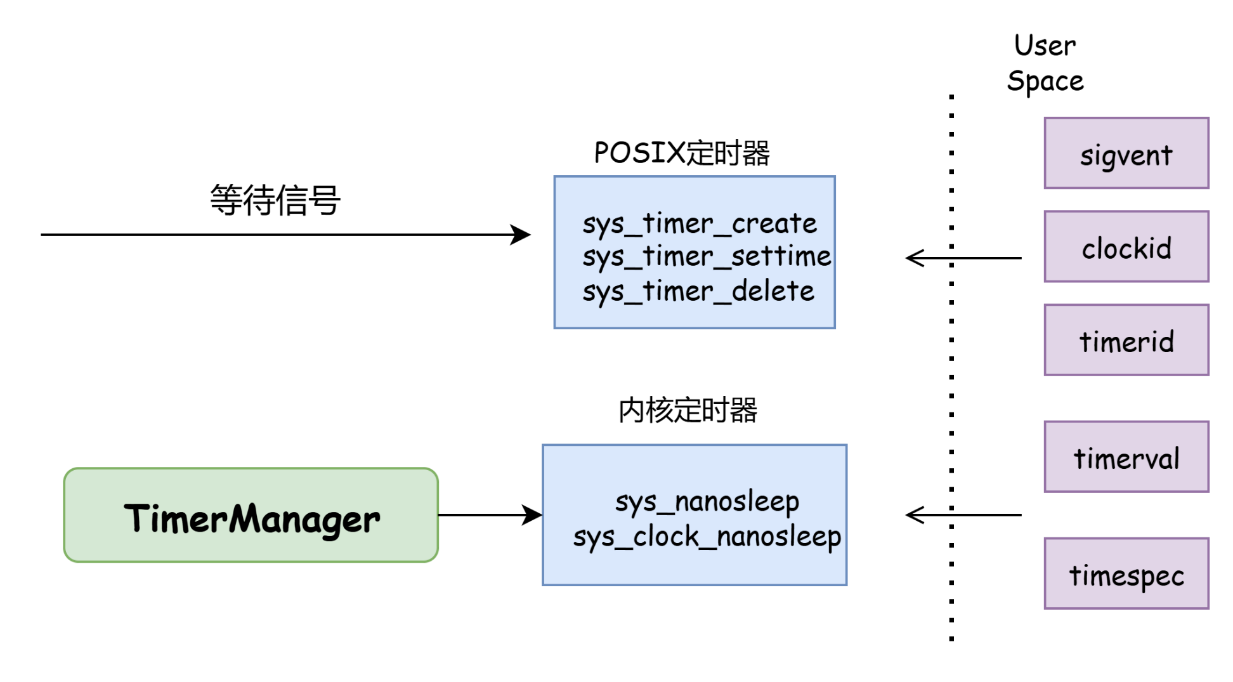 User
Space
POSIX定时器
sigvent
等待信号
sys_timer_create
sys_timer_settime
sys_timer_delete
clockid
timerid
内核定时器
timerval
TimerManager
sys_nanosleep
sys_clock_nanosleep
timespec